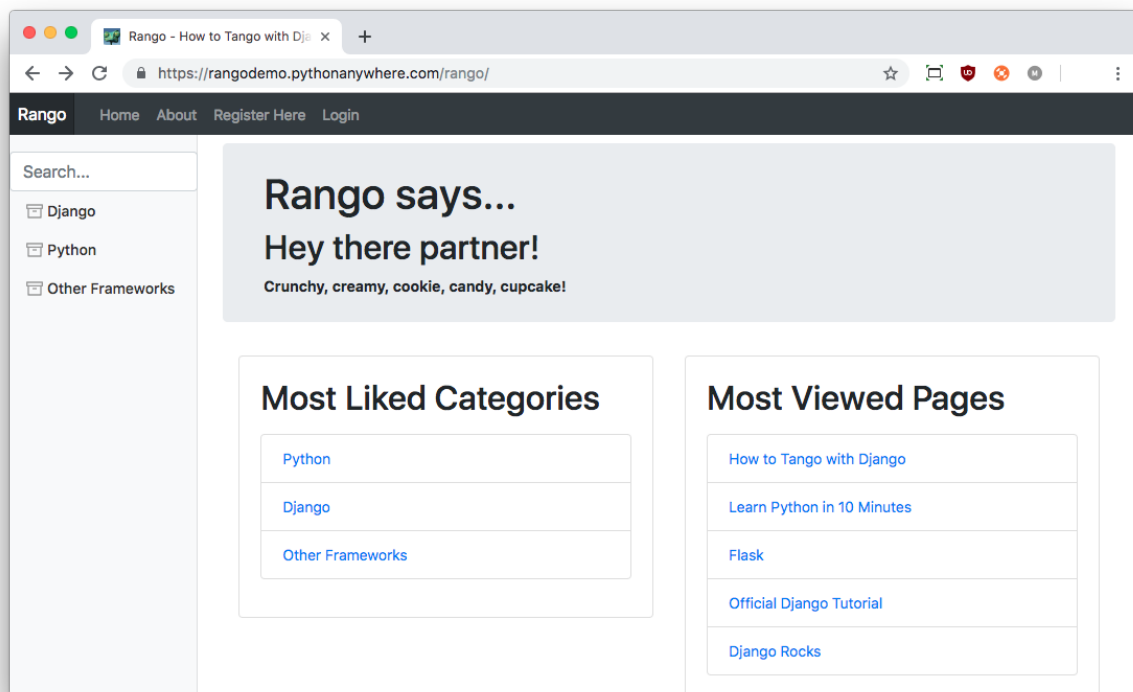 Rango - How to Tango with Dja
https://rangodemo.pythonanywhere.com/rango/
Rango Home About Register Here Login
Search...
Django
Python
Other Frameworks
Rango says...
Hey there partner!
Crunchy, creamy, cookie, candy, cupcake!
Most Liked Categories
Python
Django
Other Frameworks
Most Viewed Pages
How to Tango with Django
Learn Python in 10 Minutes
Flask
Official Django Tutorial
Django Rocks